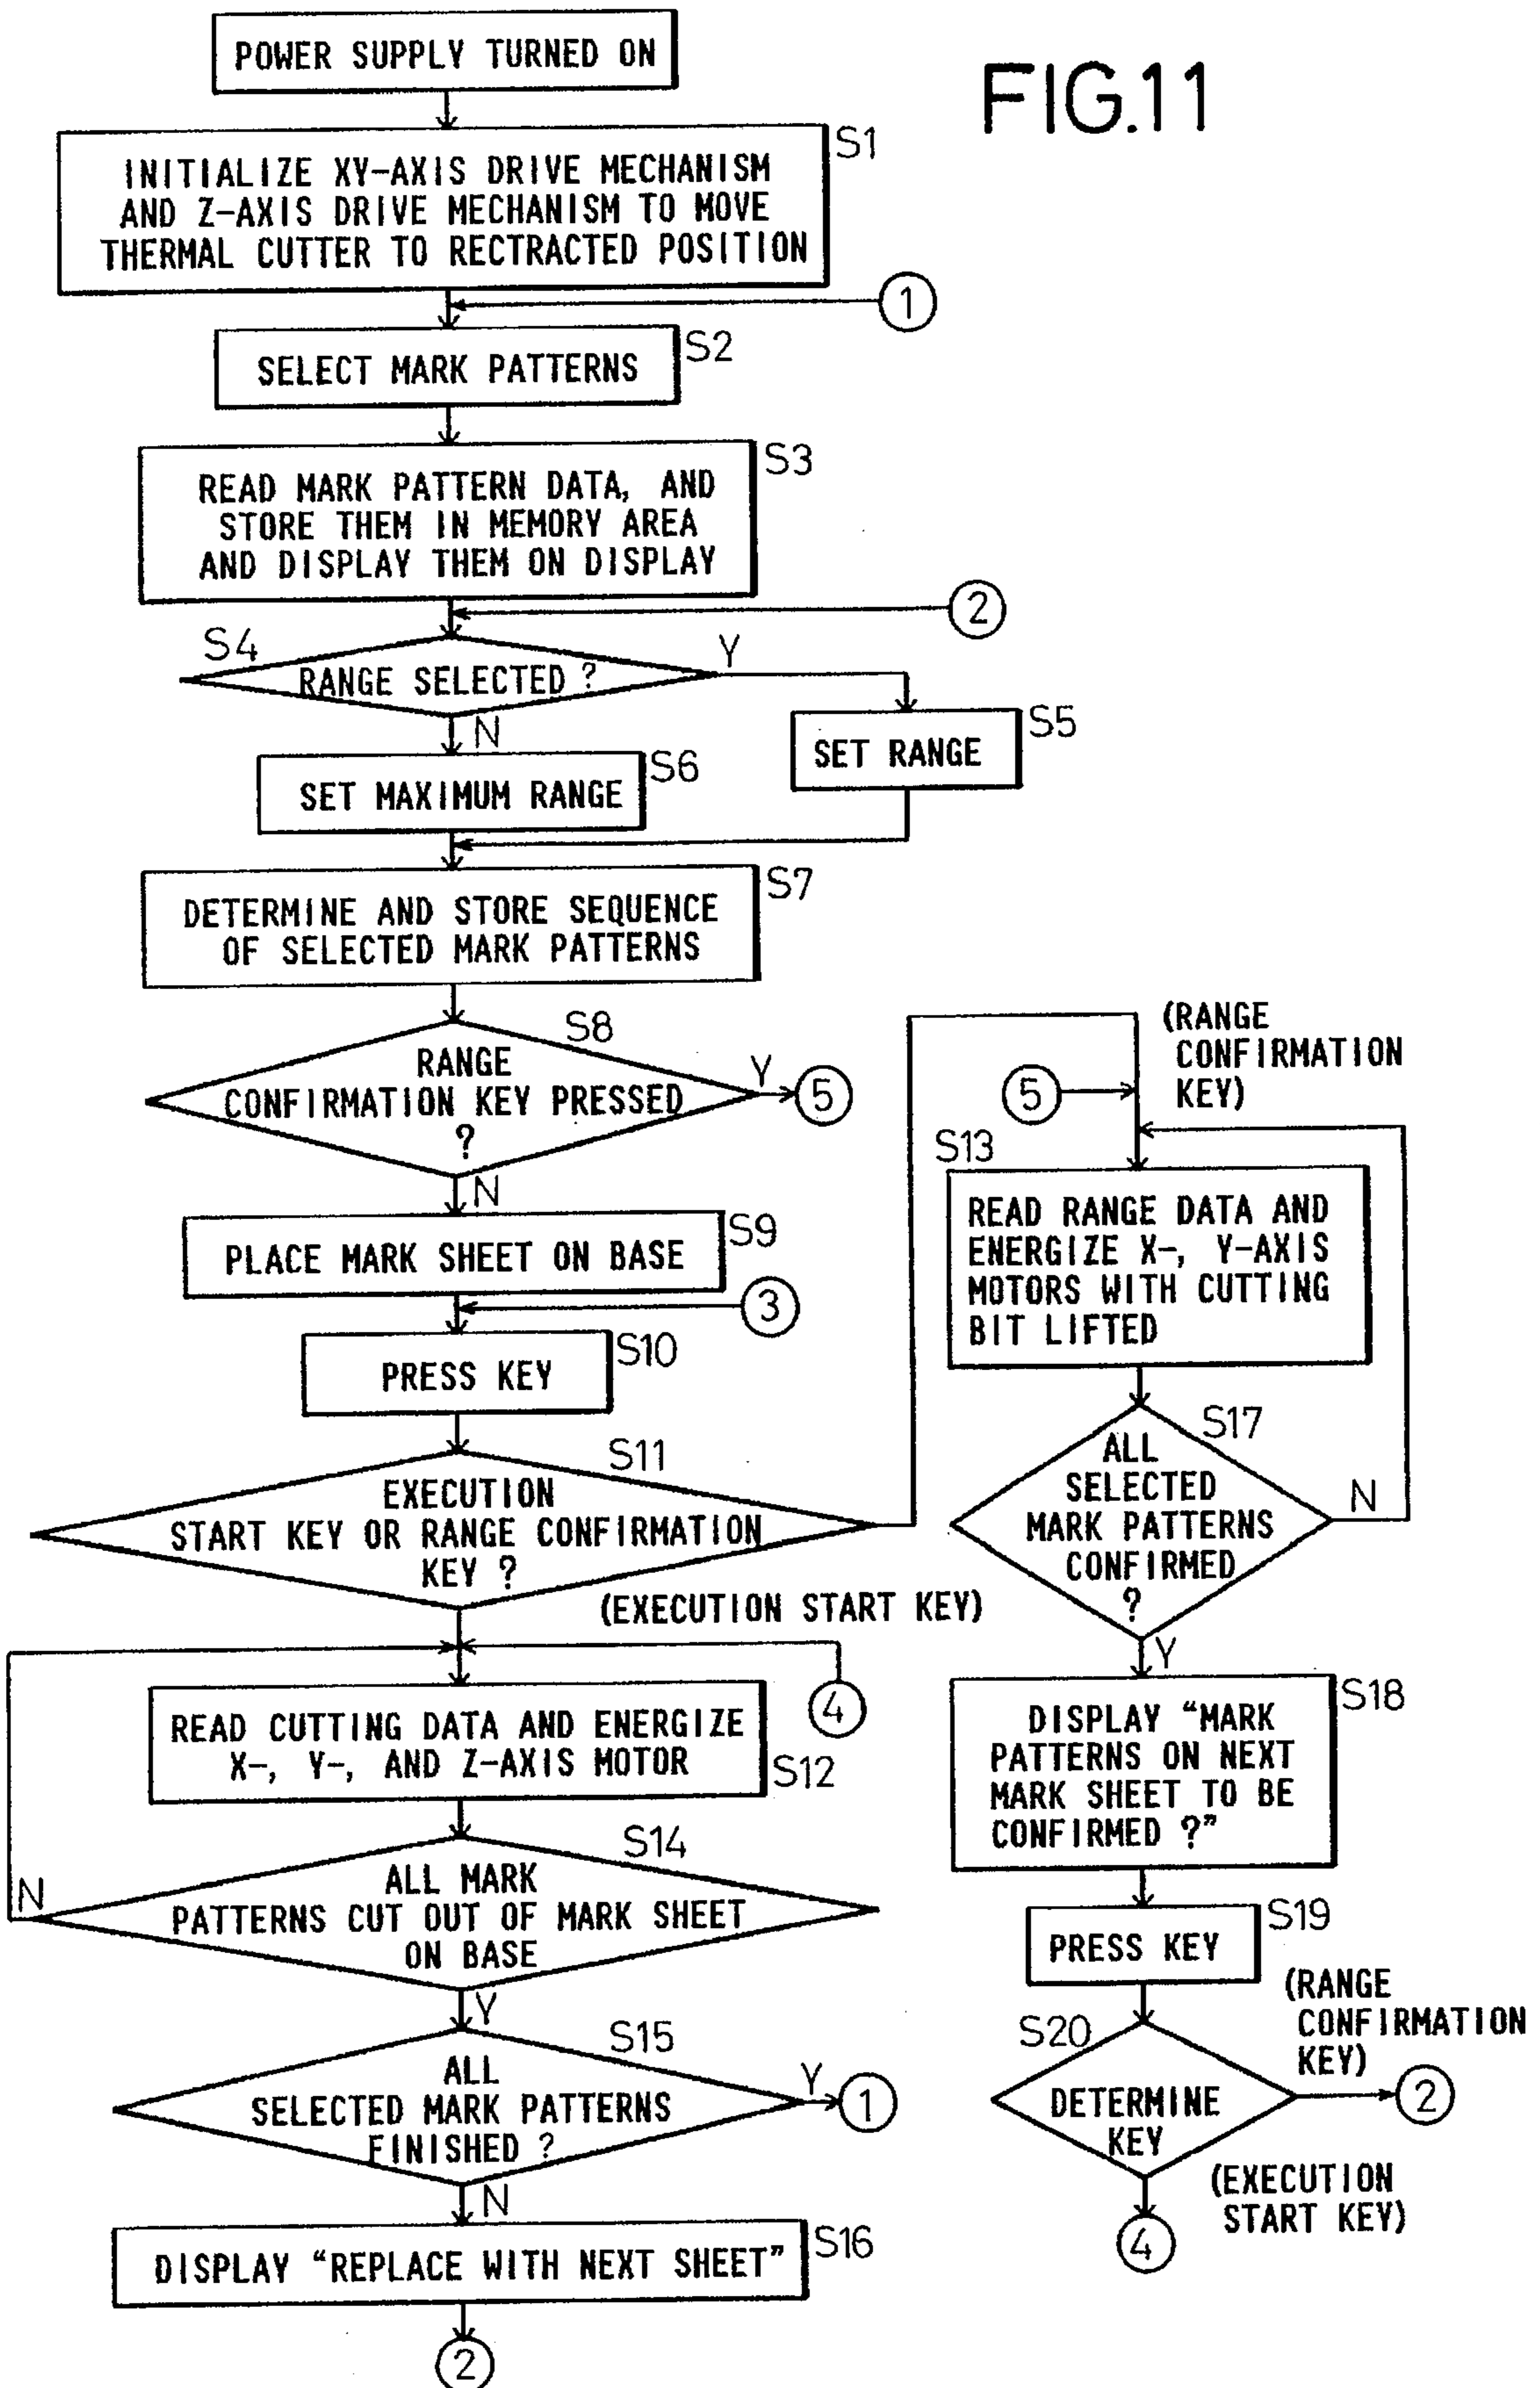 FIG.11
POWER SUPPLY TURNED ON
S1
INITIALIZE XY-AXIS DRIVE MECHANISM
AND Z-AXIS DRIVE MECHANISM TO MOVE
THERMAL CUTTER TO RECTRACTED POSITION
1
S2
SELECT MARK PATTERNS
S3
READ MARK PATTERN DATA, AND
STORE THEM IN MEMORY AREA
AND DISPLAY THEM ON DISPLAY
2
S4
RANGE SELECTED ?
Y
N
S5
SET RANGE
S6
SET MAXIMUM RANGE
S7
DETERMINE AND STORE SEQUENCE
OF SELECTED MARK PATTERNS
S8
RANGE
CONFIRMATION KEY PRESSED
?
Y
5
N
S9
PLACE MARK SHEET ON BASE
3
S10
PRESS KEY
S11
EXECUTION
START KEY OR RANGE CONFIRMATION
KEY ?
(EXECUTION START KEY)
4
READ CUTTING DATA AND ENERGIZE
X-, Y-, AND Z-AXIS MOTOR
S12
S14
ALL MARK
PATTERNS CUT OUT OF MARK SHEET
ON BASE
N
Y
S15
ALL
SELECTED MARK PATTERNS
FINISHED ?
Y
1
N
S16
DISPLAY “REPLACE WITH NEXT SHEET”
2
(RANGE
CONFIRMATION
KEY)
5
S13
READ RANGE DATA AND
ENERGIZE X-, Y-AXIS
MOTORS WITH CUTTING
BIT LIFTED
S17
ALL
SELECTED
MARK PATTERNS
CONFIRMED
?
N
Y
S18
DISPLAY “MARK
PATTERNS ON NEXT
MARK SHEET TO BE
CONFIRMED ?”
S19
PRESS KEY
(RANGE
CONFIRMATION
KEY)
S20
DETERMINE
KEY
2
(EXECUTION
START KEY)
4